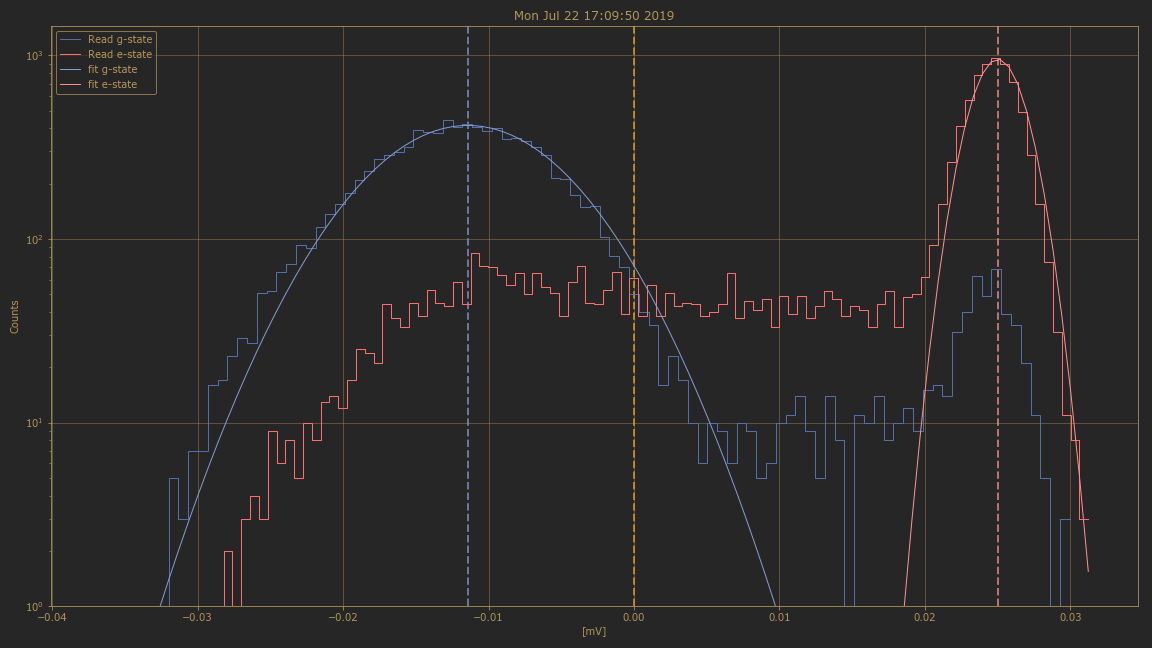 Mon Jul 22 17:09:50 2019
Read g-state
Read e-state
fit g-state
fit e-state
Counts
10³
10²
10¹
10⁰
−0.04 −0.03 −0.02 −0.01 0.00 0.01 0.02 0.03
[mV]